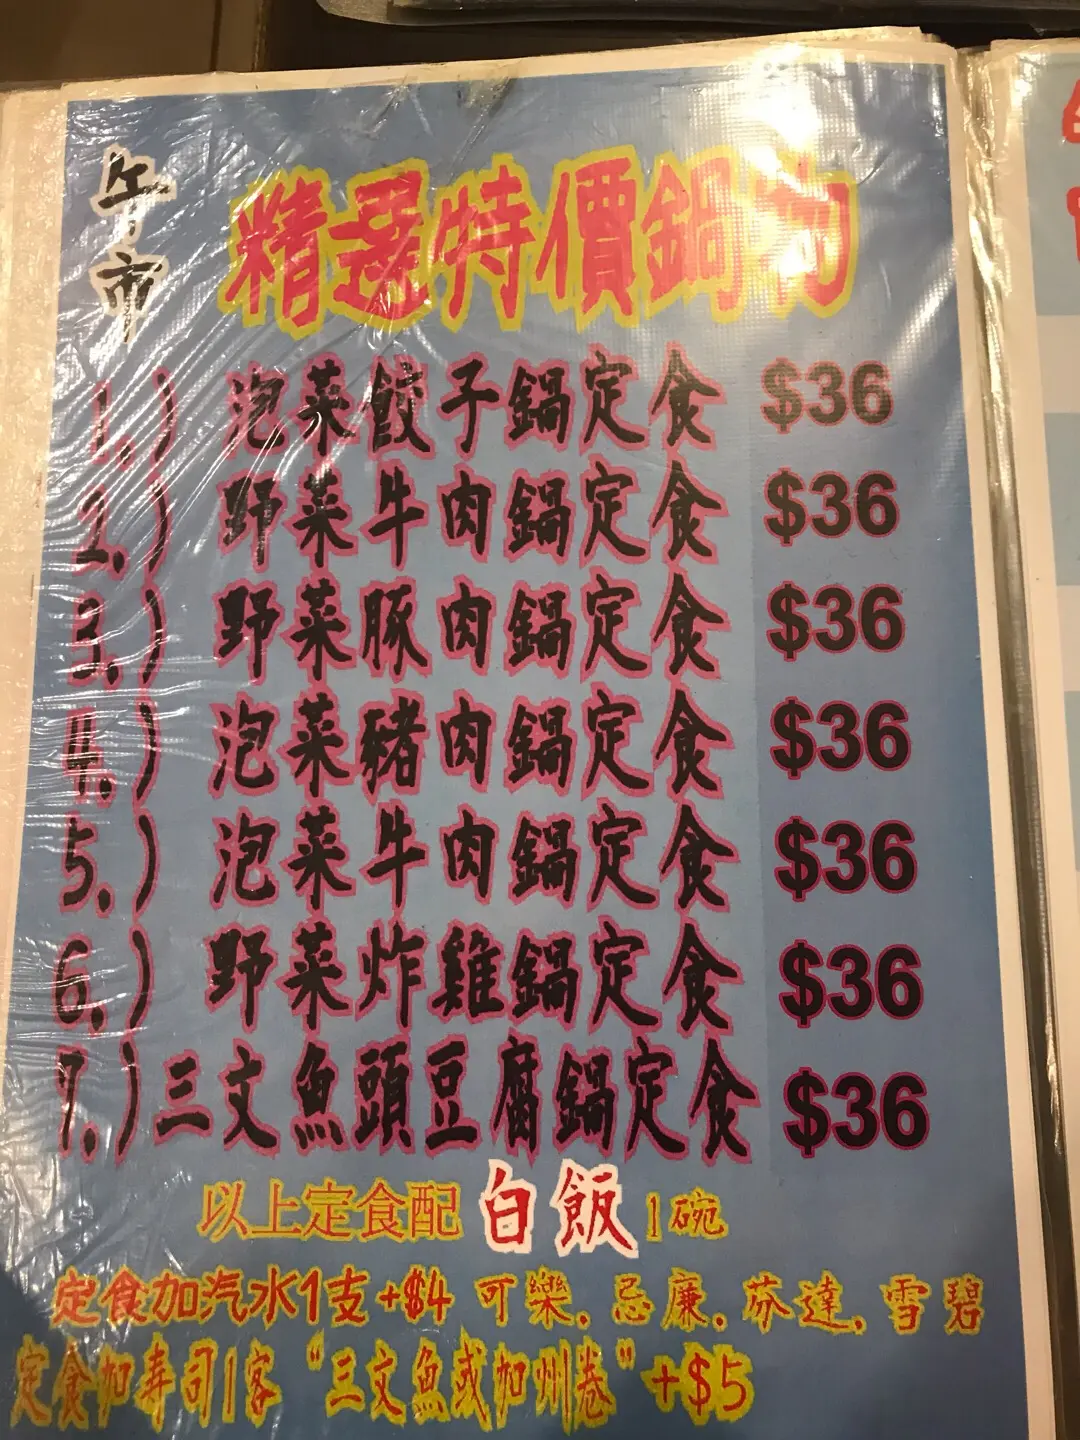 午市
精選特價鍋物
1.) 泡菜餃子鍋定食 $36
2.) 野菜牛肉鍋定食 $36
3.) 野菜豚肉鍋定食 $36
4.) 泡菜豬肉鍋定食 $36
5.) 泡菜牛肉鍋定食 $36
6.) 野菜炸雞鍋定食 $36
7.) 三文魚頭豆腐鍋定食 $36
以上定食配 白飯 1碗
定食加汽水1支+$4 可樂. 忌廉. 芬達. 雪碧
定食加寿司1客 "三文魚或加州卷" +$5